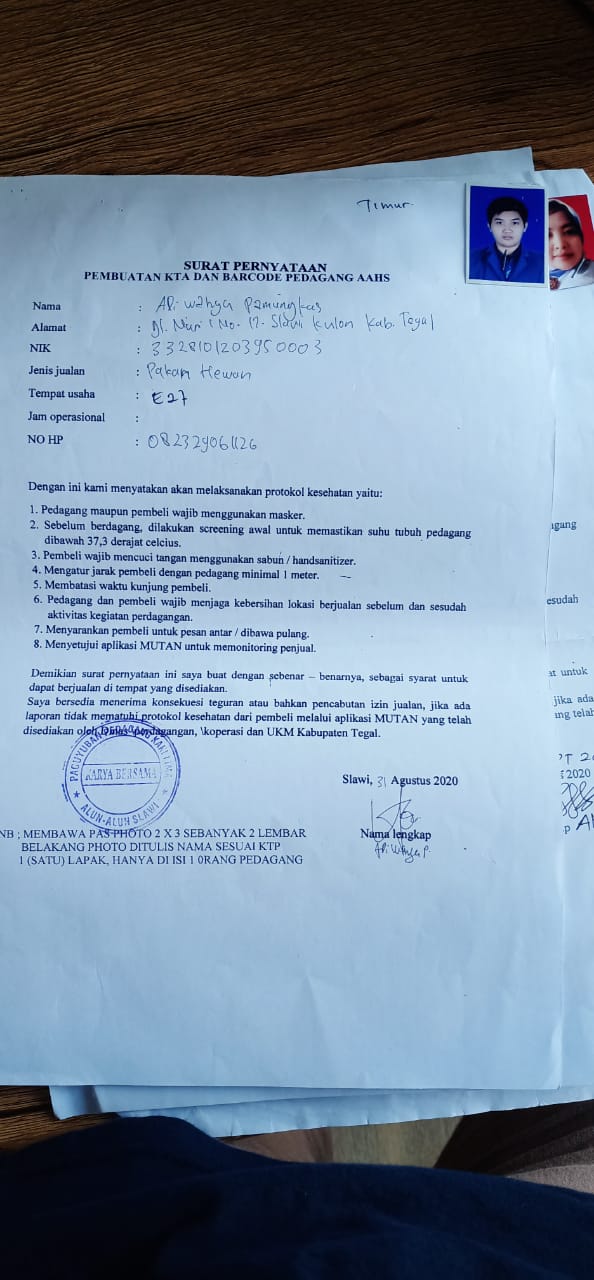 Timur
SURAT PERNYATAAN
PEMBUATAN KTA DAN BARCODE PEDAGANG AAHS
Nama : Adi wahyu Pamungkas
Alamat : Jl. Nuri 1 No. 17. Slawi kulon Kab. Tegal
NIK : 3328101203950003
Jenis jualan : Pakan Hewan
Tempat usaha : E27
Jam operasional :
NO HP : 082329061126
Dengan ini kami menyatakan akan melaksanakan protokol kesehatan yaitu:
1. Pedagang maupun pembeli wajib menggunakan masker.
2. Sebelum berdagang, dilakukan screening awal untuk memastikan suhu tubuh pedagang
dibawah 37,3 derajat celcius.
3. Pembeli wajib mencuci tangan menggunakan sabun / handsanitizer.
4. Mengatur jarak pembeli dengan pedagang minimal 1 meter.
5. Membatasi waktu kunjung pembeli.
6. Pedagang dan pembeli wajib menjaga kebersihan lokasi berjualan sebelum dan sesudah
aktivitas kegiatan perdagangan.
7. Menyarankan pembeli untuk pesan antar / dibawa pulang.
8. Menyetujui aplikasi MUTAN untuk memonitoring penjual.
Demikian surat pernyataan ini saya buat dengan sebenar – benarnya, sebagai syarat untuk
dapat berjualan di tempat yang disediakan.
Saya bersedia menerima konsekuesi teguran atau bahkan pencabutan izin jualan, jika ada
laporan tidak mematuhi protokol kesehatan dari pembeli melalui aplikasi MUTAN yang telah
disediakan oleh Dinas perdagangan, \koperasi dan UKM Kabupaten Tegal.
PAGUYUBAN PEDAGANG KAKI LIMA
KARYA BERSAMA
ALUN-ALUN SLAWI
Slawi, 31 Agustus 2020
Nama lengkap
Adi Wahyu P.
NB ; MEMBAWA PAS PHOTO 2 X 3 SEBANYAK 2 LEMBAR
BELAKANG PHOTO DITULIS NAMA SESUAI KTP
1 (SATU) LAPAK, HANYA DI ISI 1 0RANG PEDAGANG
agang
esudah
at untuk
jika ada
ng telah
2020